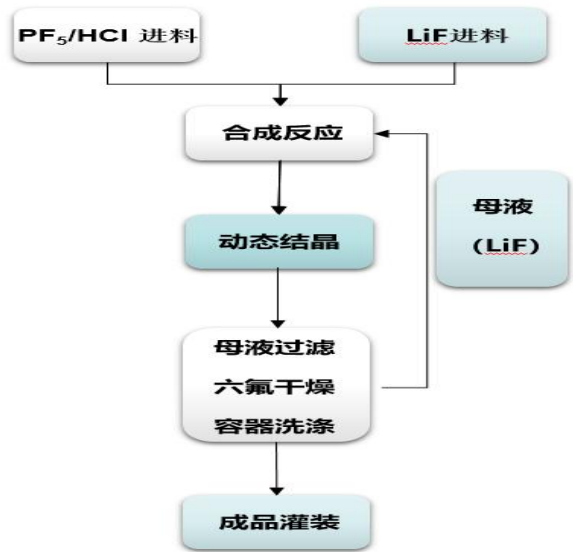 PF₅/HCl 进料
LiF进料
合成反应
动态结晶
母液
(LiF)
母液过滤
六氟干燥
容器洗涤
成品灌装